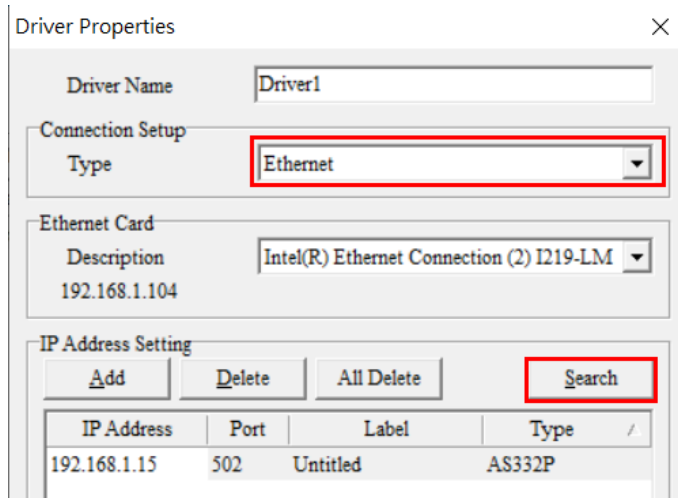 Driver Properties
Driver Name Driver1
Connection Setup
Type Ethernet
Ethernet Card
Description Intel(R) Ethernet Connection (2) I219-LM
192.168.1.104
IP Address Setting
Add Delete All Delete Search
IP Address Port Label Type
192.168.1.15 502 Untitled AS332P